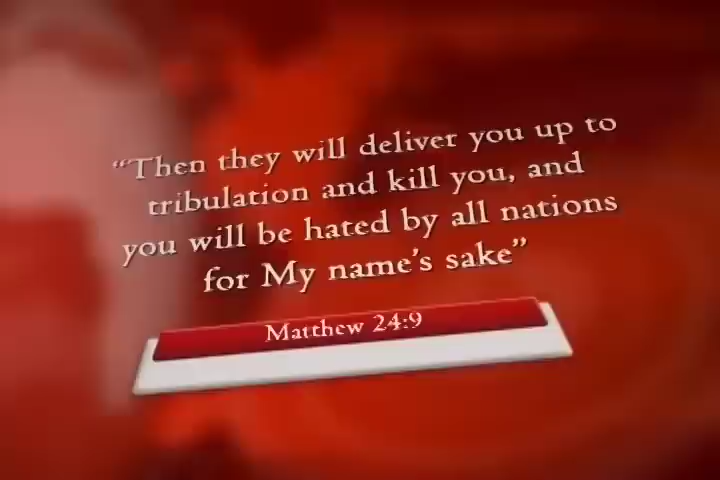 “Then they will deliver you up to
tribulation and kill you, and
you will be hated by all nations
for My name’s sake”
Matthew 24:9